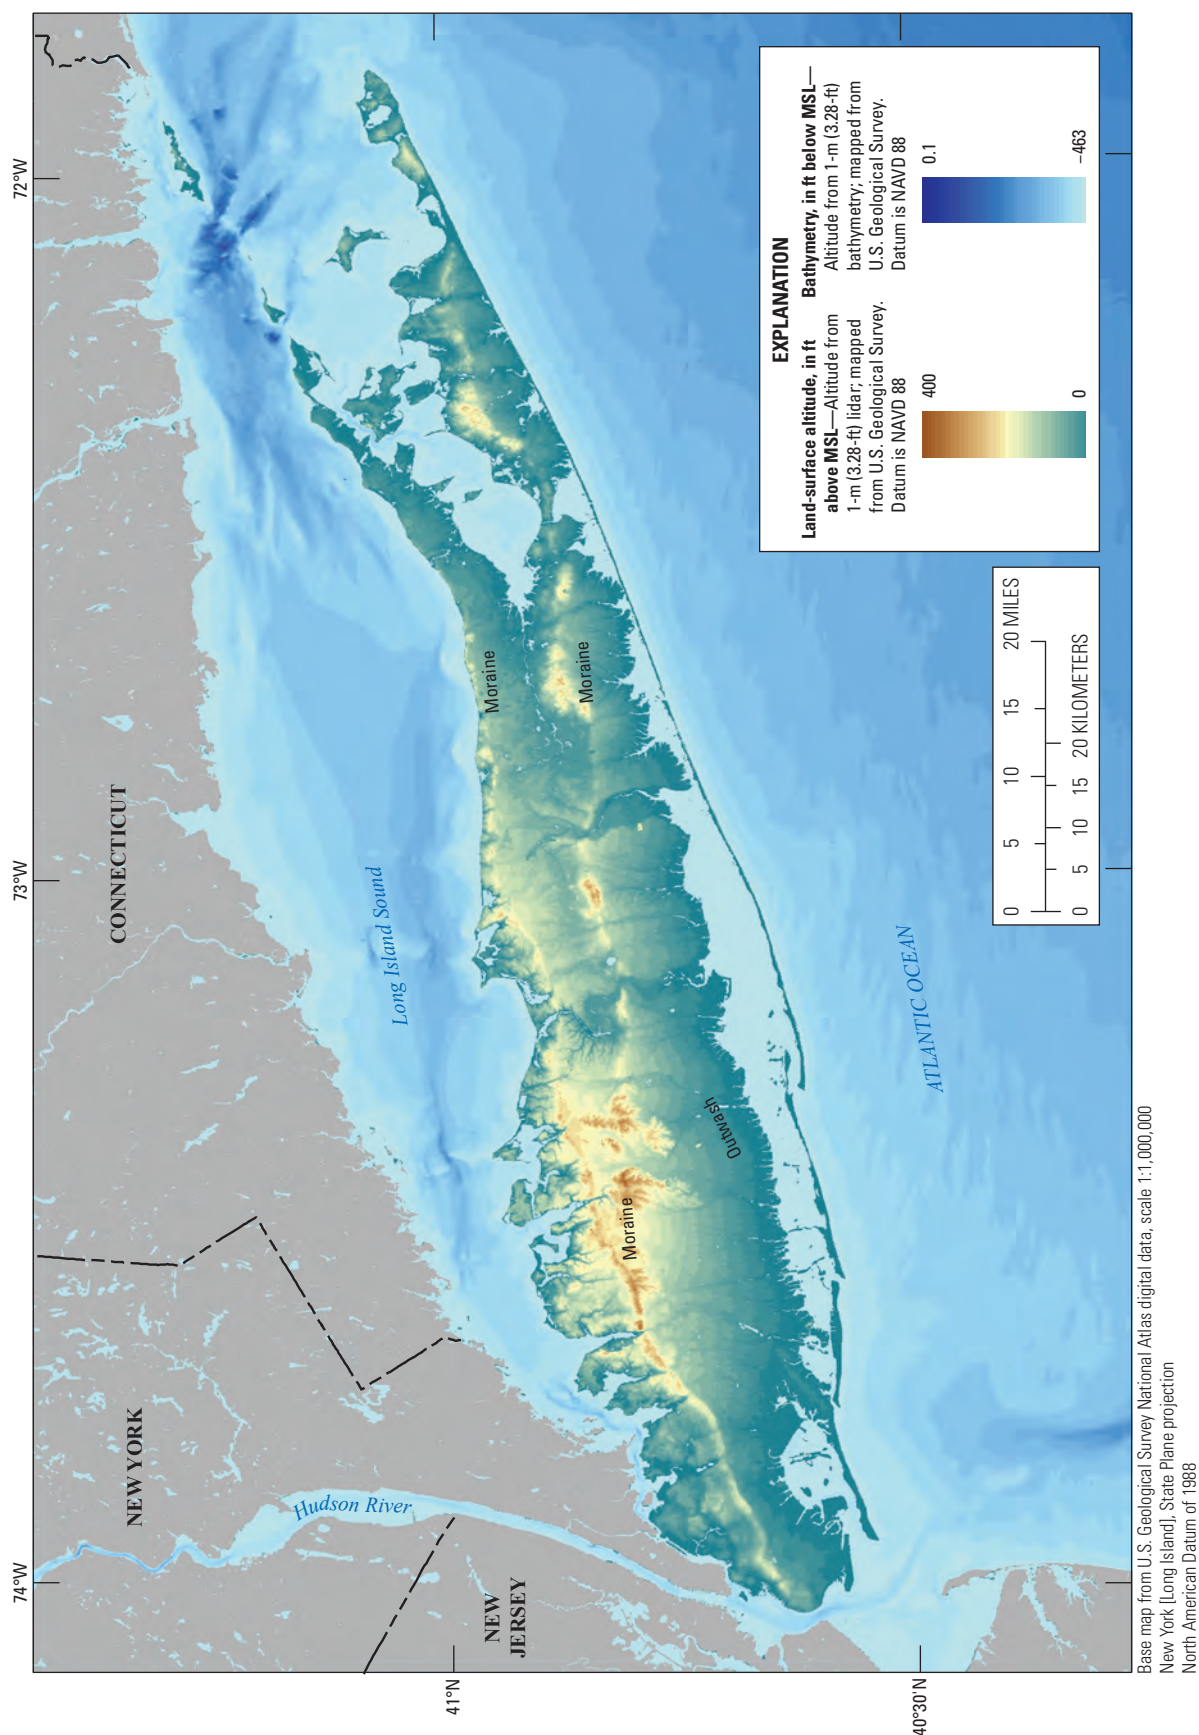 74°W
73°W
72°W
41°N
40°30'N
NEW YORK
CONNECTICUT
NEW
JERSEY
Hudson River
Long Island Sound
Moraine
Moraine
Moraine
Outwash
ATLANTIC OCEAN
0 5 10 15 20 MILES
0 5 10 15 20 KILOMETERS
EXPLANATION
Land-surface altitude, in ft
above MSL—Altitude from
1-m (3.28-ft) lidar; mapped
from U.S. Geological Survey.
Datum is NAVD 88
400
0
Bathymetry, in ft below MSL—
Altitude from 1-m (3.28-ft)
bathymetry; mapped from
U.S. Geological Survey.
Datum is NAVD 88
0.1
−463
Base map from U.S. Geological Survey National Atlas digital data, scale 1:1,000,000
New York [Long Island], State Plane projection
North American Datum of 1988